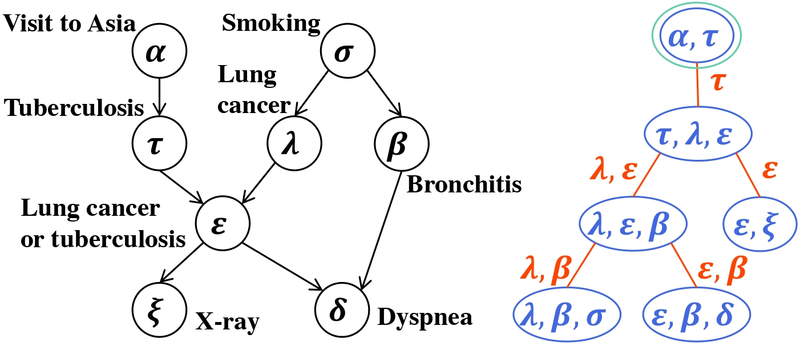 Visit to Asia
α
Smoking
σ
Lung
cancer
Tuberculosis
τ
λ
β
Bronchitis
Lung cancer
or tuberculosis
ε
ξ
X-ray
δ
Dyspnea
α, τ
τ
τ, λ, ε
λ, ε
ε
λ, ε, β
ε, ξ
λ, β
ε, β
λ, β, σ
ε, β, δ